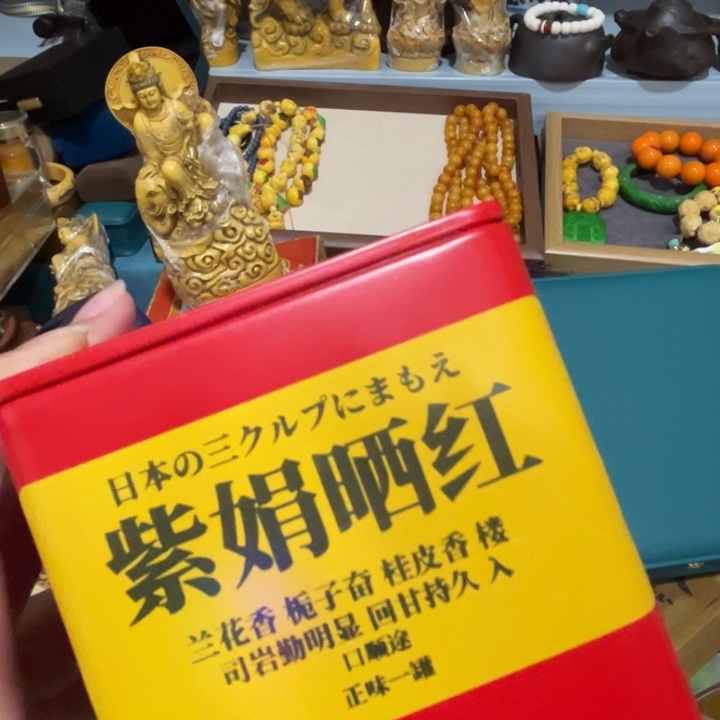 日本の三クルプにまもえ
紫娟晒红
兰花香 栀子奋 桂皮香 楼
司岩勤明显 回甘持久 入
口顺途
正味一罐